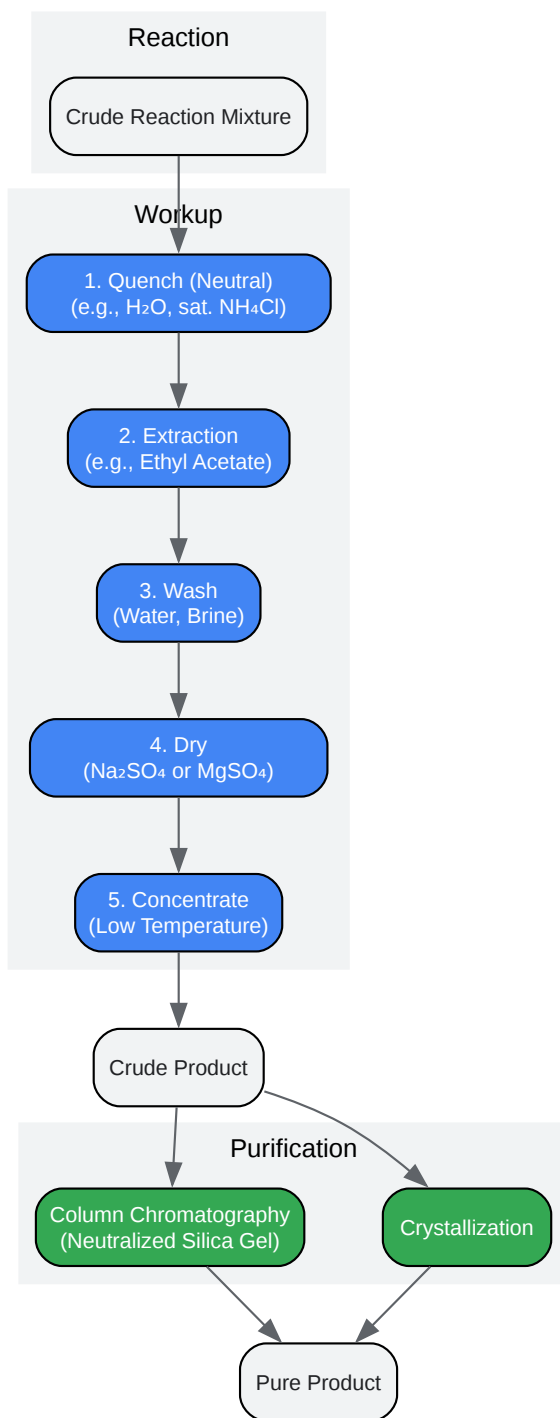 Reaction
Crude Reaction Mixture
Workup
1. Quench (Neutral)
(e.g., H₂O, sat. NH₄Cl)
2. Extraction
(e.g., Ethyl Acetate)
3. Wash
(Water, Brine)
4. Dry
(Na₂SO₄ or MgSO₄)
5. Concentrate
(Low Temperature)
Crude Product
Purification
Column Chromatography
(Neutralized Silica Gel)
Crystallization
Pure Product